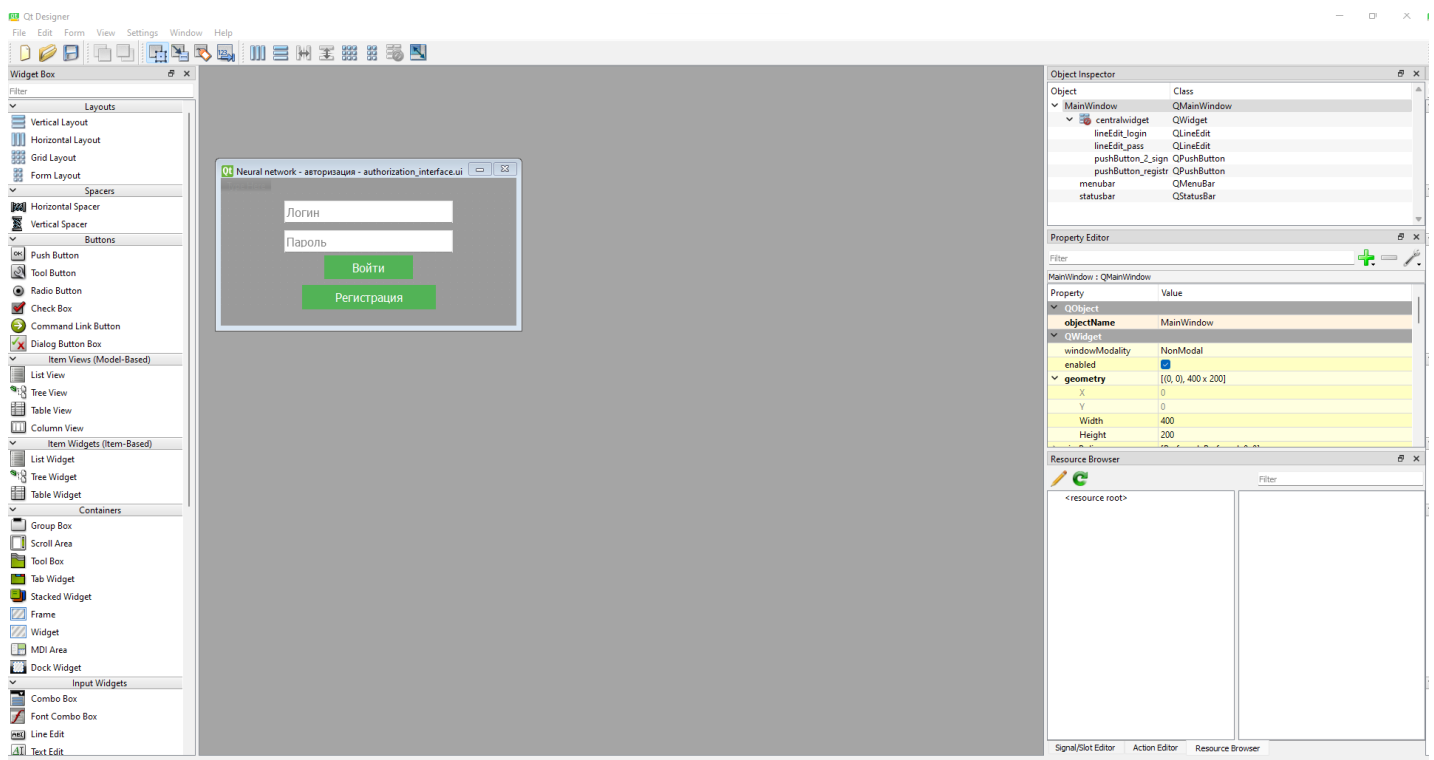 Qt Designer
File Edit Form View Settings Window Help
Widget Box
Filter
Layouts
Vertical Layout
Horizontal Layout
Grid Layout
Form Layout
Spacers
Horizontal Spacer
Vertical Spacer
Buttons
Push Button
Tool Button
Radio Button
Check Box
Command Link Button
Dialog Button Box
Item Views (Model-Based)
List View
Tree View
Table View
Column View
Item Widgets (Item-Based)
List Widget
Tree Widget
Table Widget
Containers
Group Box
Scroll Area
Tool Box
Tab Widget
Stacked Widget
Frame
Widget
MDI Area
Dock Widget
Input Widgets
Combo Box
Font Combo Box
Line Edit
Text Edit
Neural network - авторизация - authorization_interface.ui
Логин
Пароль
Войти
Регистрация
Object Inspector
Object Class
MainWindow QMainWindow
centralwidget QWidget
lineEdit_login QLineEdit
lineEdit_pass QLineEdit
pushButton_2_sign QPushButton
pushButton_registr QPushButton
menubar QMenuBar
statusbar QStatusBar
Property Editor
Filter
MainWindow : QMainWindow
Property Value
QObject
objectName MainWindow
QWidget
windowModality NonModal
enabled
geometry [(0, 0), 400 x 200]
X 0
Y 0
Width 400
Height 200
Resource Browser
Filter
<resource root>
Signal/Slot Editor Action Editor Resource Browser